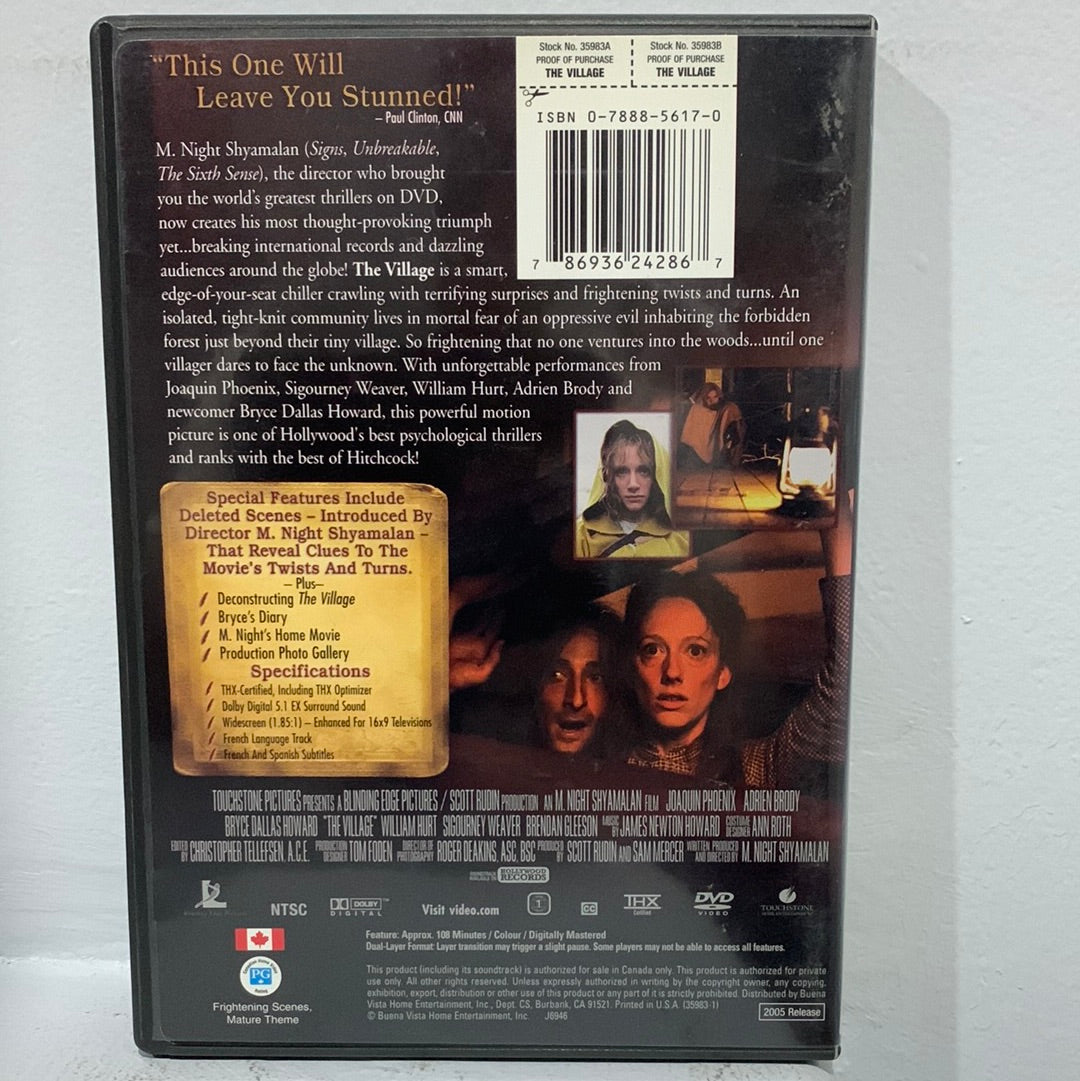 "This One Will
Leave You Stunned!"
– Paul Clinton, CNN
Stock No. 35983A
PROOF OF PURCHASE
THE VILLAGE
Stock No. 35983B
PROOF OF PURCHASE
THE VILLAGE
ISBN 0-7888-5617-0
7 86936 24286 7
M. Night Shyamalan (Signs, Unbreakable,
The Sixth Sense), the director who brought
you the world's greatest thrillers on DVD,
now creates his most thought-provoking triumph
yet...breaking international records and dazzling
audiences around the globe! The Village is a smart,
edge-of-your-seat chiller crawling with terrifying surprises and frightening twists and turns. An
isolated, tight-knit community lives in mortal fear of an oppressive evil inhabiting the forbidden
forest just beyond their tiny village. So frightening that no one ventures into the woods...until one
villager dares to face the unknown. With unforgettable performances from
Joaquin Phoenix, Sigourney Weaver, William Hurt, Adrien Brody and
newcomer Bryce Dallas Howard, this powerful motion
picture is one of Hollywood's best psychological thrillers
and ranks with the best of Hitchcock!
Special Features Include
Deleted Scenes – Introduced By
Director M. Night Shyamalan –
That Reveal Clues To The
Movie's Twists And Turns.
– Plus –
Deconstructing The Village
Bryce's Diary
M. Night's Home Movie
Production Photo Gallery
Specifications
THX-Certified, Including THX Optimizer
Dolby Digital 5.1 EX Surround Sound
Widescreen (1.85:1) – Enhanced For 16x9 Televisions
French Language Track
French And Spanish Subtitles
TOUCHSTONE PICTURES PRESENTS A BLINDING EDGE PICTURES / SCOTT RUDIN PRODUCTION AN M. NIGHT SHYAMALAN FILM JOAQUIN PHOENIX ADRIEN BRODY
BRYCE DALLAS HOWARD "THE VILLAGE" WILLIAM HURT SIGOURNEY WEAVER BRENDAN GLEESON MUSIC BY JAMES NEWTON HOWARD COSTUME DESIGNER ANN ROTH
EDITED BY CHRISTOPHER TELLEFSEN, A.C.E. PRODUCTION DESIGNER TOM FODEN DIRECTOR OF PHOTOGRAPHY ROGER DEAKINS, ASC, BSC PRODUCED BY SCOTT RUDIN AND SAM MERCER WRITTEN PRODUCED AND DIRECTED BY M. NIGHT SHYAMALAN
SOUNDTRACK AVAILABLE ON HOLLYWOOD RECORDS
NTSC
DOLBY DIGITAL
Visit video.com
1
CC
THX Certified
DVD VIDEO
TOUCHSTONE
Feature: Approx. 108 Minutes / Colour / Digitally Mastered
Dual-Layer Format: Layer transition may trigger a slight pause. Some players may not be able to access all features.
PG
Frightening Scenes,
Mature Theme
This product (including its soundtrack) is authorized for sale in Canada only. This product is authorized for private
use only. All other rights reserved. Unless expressly authorized in writing by the copyright owner, any copying,
exhibition, export, distribution or other use of this product or any part of it is strictly prohibited. Distributed by Buena
Vista Home Entertainment, Inc., Dept. CS, Burbank, CA 91521. Printed in U.S.A. (35983-1)
© Buena Vista Home Entertainment, Inc. J6946
2005 Release